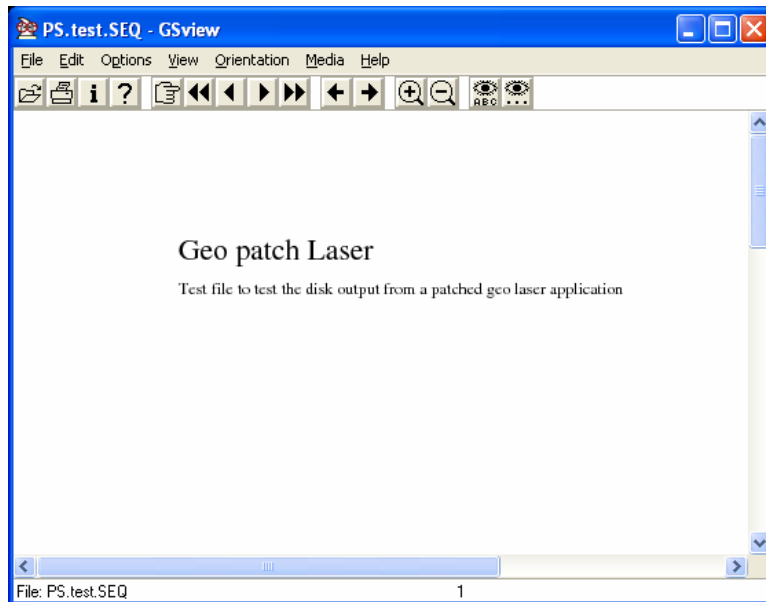 PS.test.SEQ - GSview
File Edit Options View Orientation Media Help
i ? ABC ...
Geo patch Laser
Test file to test the disk output from a patched geo laser application
File: PS.test.SEQ 1